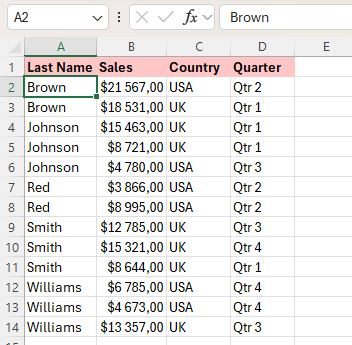 A2 fx Brown
A B C D E
1 Last Name Sales Country Quarter
2 Brown $21 567,00 USA Qtr 2
3 Brown $18 531,00 UK Qtr 1
4 Johnson $15 463,00 UK Qtr 1
5 Johnson $8 721,00 UK Qtr 1
6 Johnson $4 780,00 USA Qtr 3
7 Red $3 866,00 USA Qtr 2
8 Red $8 995,00 USA Qtr 2
9 Smith $12 785,00 UK Qtr 3
10 Smith $15 321,00 UK Qtr 4
11 Smith $8 644,00 UK Qtr 1
12 Williams $6 785,00 USA Qtr 4
13 Williams $4 673,00 USA Qtr 4
14 Williams $13 357,00 UK Qtr 3